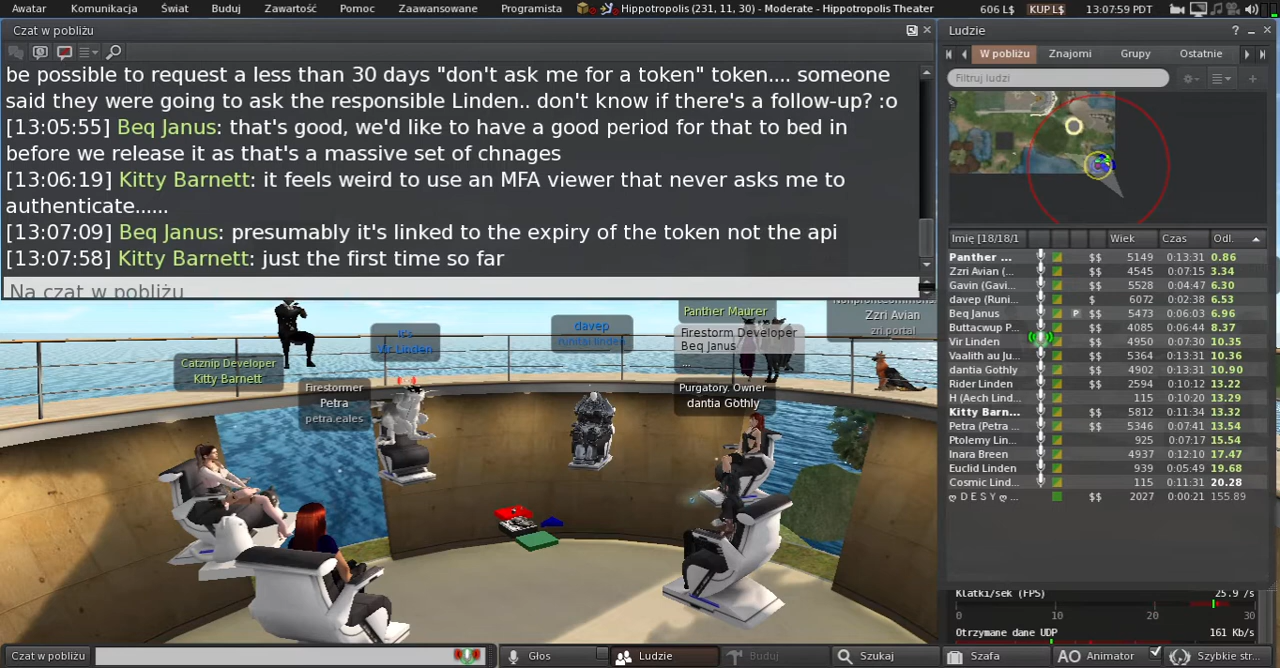 Awatar Komunikacja Świat Buduj Zawartość Pomoc Zaawansowane Programista Hippotropolis (231, 11, 30) - Moderate - Hippotropolis Theater 606 L$ KUP L$ 13:07:59 PDT
Czat w pobliżu
be possible to request a less than 30 days "don't ask me for a token" token.... someone
said they were going to ask the responsible Linden.. don't know if there's a follow-up? :o
[13:05:55] Beq Janus: that's good, we'd like to have a good period for that to bed in
before we release it as that's a massive set of chnages
[13:06:19] Kitty Barnett: it feels weird to use an MFA viewer that never asks me to
authenticate......
[13:07:09] Beq Janus: presumably it's linked to the expiry of the token not the api
[13:07:58] Kitty Barnett: just the first time so far
Na czat w pobliżu
Catznip Developer
Kitty Barnett
Firestormer
Petra
petra.eales
Vir Linden
davep
runitai linden
Panther Maurer
Firestorm Developer
Beq Janus
...
Zzri Avian
zri portal
Purgatory. Owner
dantia Gothly
Ludzie
W pobliżu Znajomi Grupy Ostatnie
Filtruj ludzi
Imię [18/18/1 Wiek Czas Odl.
Panther ... $$ 5149 0:13:31 0.86
Zzri Avian (... $$ 4545 0:07:15 3.34
Gavin (Gavi... $$ 5528 0:04:47 6.30
davep (Runi... $ 6072 0:02:38 6.53
Beq Janus P $$ 5473 0:06:03 6.96
Buttacwup P... $$ 4085 0:06:44 8.37
Vir Linden $$ 4950 0:07:30 10.35
Vaalith au Ju... $$ 5364 0:13:31 10.36
dantia Gothly $$ 4902 0:13:31 10.90
Rider Linden $$ 2594 0:10:12 13.22
H (Aech Lind... 115 0:10:20 13.29
Kitty Barn... $$ 5812 0:11:34 13.32
Petra (Petra ... $$ 5346 0:07:41 13.54
Ptolemy Lin... 925 0:07:17 15.54
Inara Breen 4937 0:12:10 17.47
Euclid Linden 939 0:05:49 19.68
Cosmic Lind... 115 0:11:31 20.28
ღ D E S Y ღ ... $$ 2027 0:00:21 155.89
Klatki/sek (FPS) 25.9 /s
0 10 20 30
Otrzymane dane UDP 161 Kb/s
Czat w pobliżu Głos Ludzie Buduj Szukaj Szafa AO Animator Szybkie str...